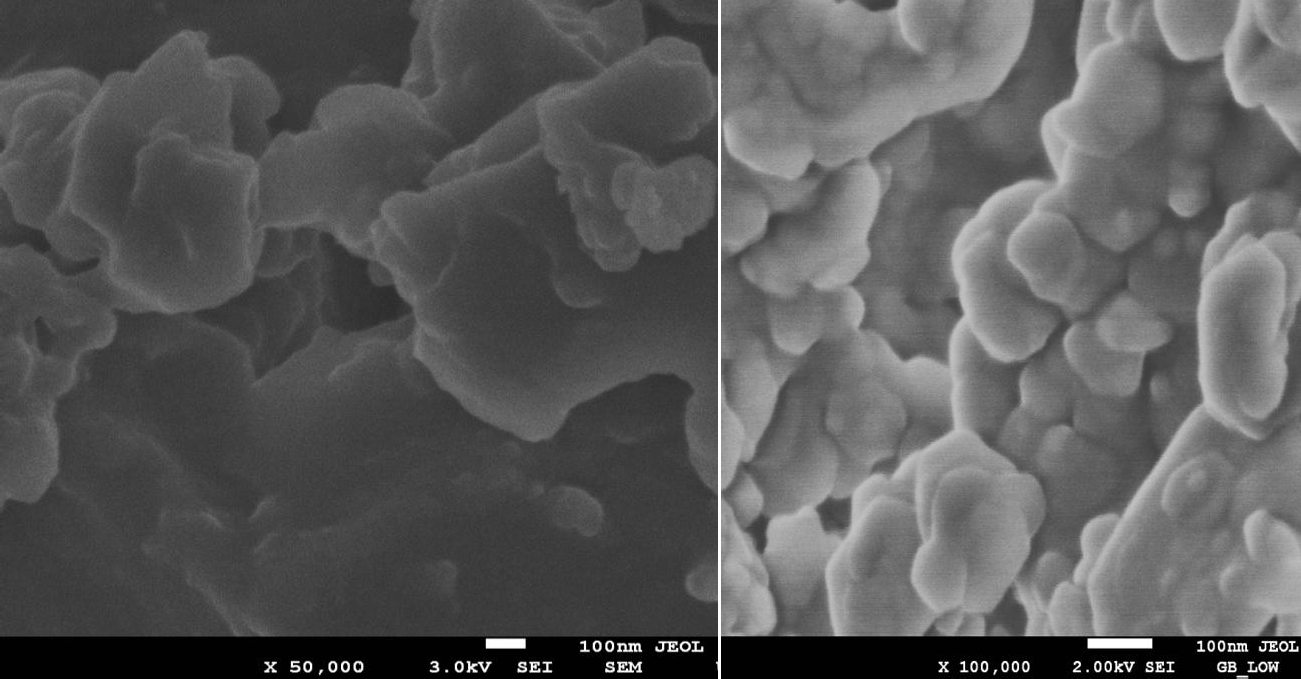 100nm JEOL
X 50,000 3.0kV SEI SEM
100nm JEOL
X 100,000 2.00kV SEI GB_LOW